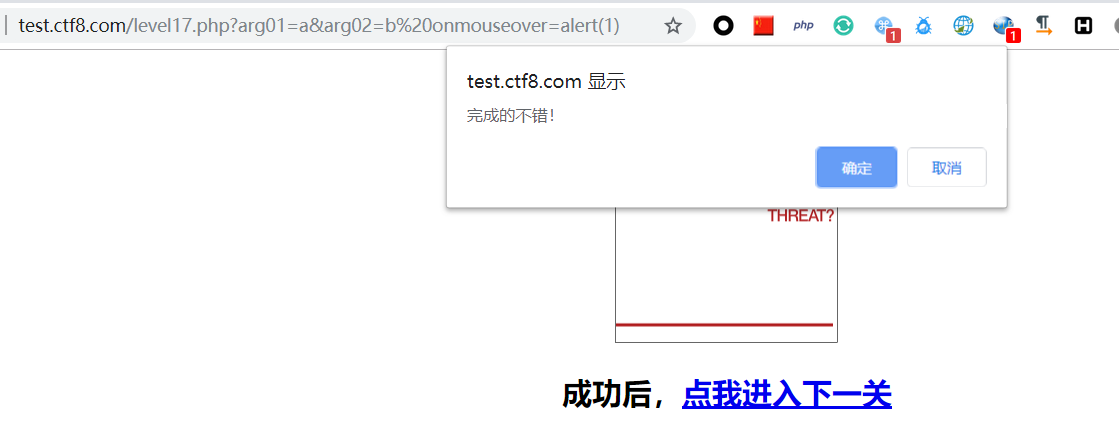 test.ctf8.com/level17.php?arg01=a&arg02=b%20onmouseover=alert(1)
php
1
1
H
test.ctf8.com 显示
完成的不错！
确定 取消
THREAT?
成功后，点我进入下一关